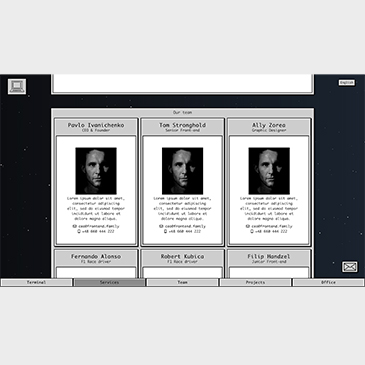 English
Our team
Pavlo Ivanichenko
CEO & Founder
Lorem ipsum dolor sit amet,
consectetur adipiscing
elit, sed do eiusmod tempor
incididunt ut labore et
dolore magna aliqua.
ceo@frontend.family
+48 660 444 222
Tom Stronghold
Senior Front-end
Lorem ipsum dolor sit amet,
consectetur adipiscing
elit, sed do eiusmod tempor
incididunt ut labore et
dolore magna aliqua.
ceo@frontend.family
+48 660 444 222
Ally Zorea
Graphic Designer
Lorem ipsum dolor sit amet,
consectetur adipiscing
elit, sed do eiusmod tempor
incididunt ut labore et
dolore magna aliqua.
ceo@frontend.family
+48 660 444 222
Fernando Alonso
F1 Race driver
Robert Kubica
F1 Race driver
Filip Handzel
Junior Front-end
Terminal
Services
Team
Projects
Office